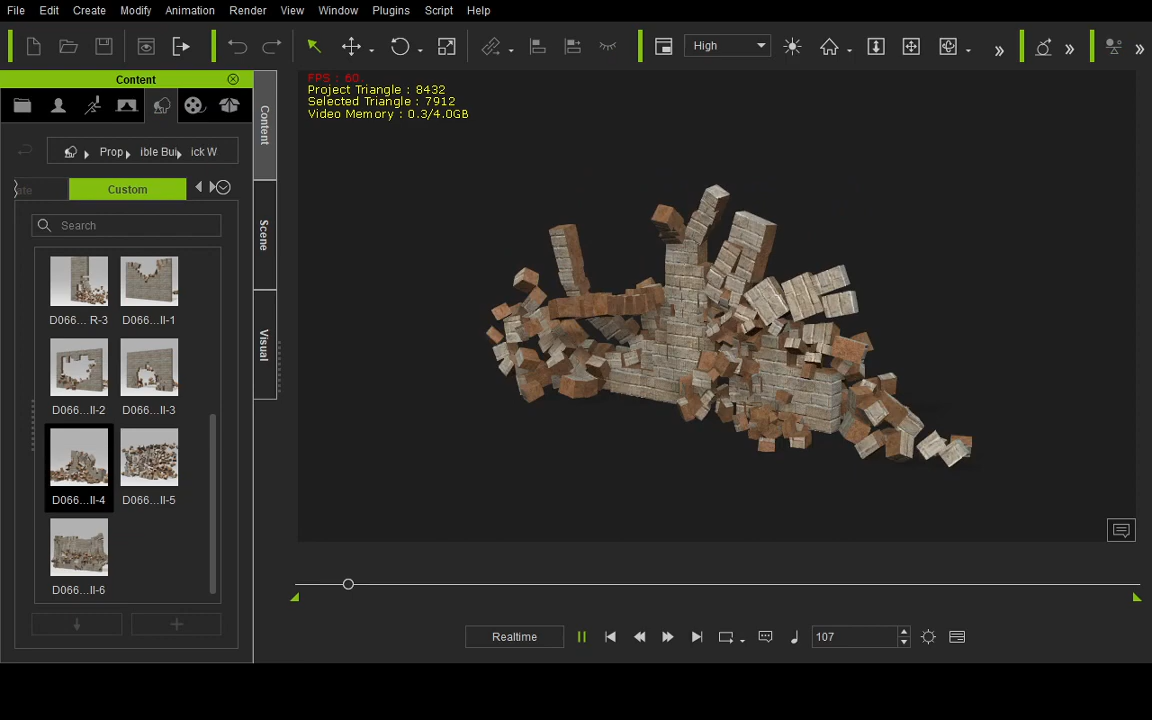 File Edit Create Modify Animation Render View Window Plugins Script Help
High
Content
FPS : 60.
Project Triangle : 8432
Selected Triangle : 7912
Video Memory : 0.3/4.0GB
Content
Scene
Visual
Prop ible Bui ick W
ate Custom
Search
D066... R-3 D066...ll-1
D066...ll-2 D066...ll-3
D066...ll-4 D066...ll-5
D066...ll-6
Realtime 107